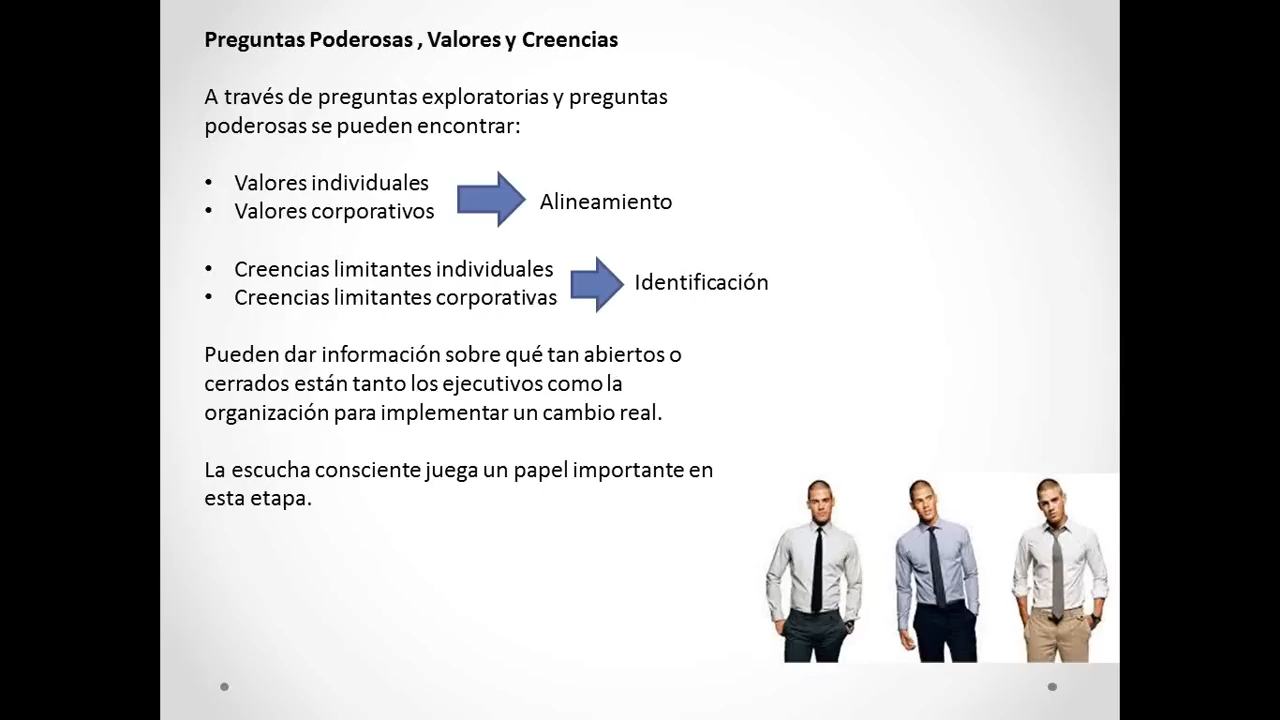 Preguntas Poderosas , Valores y Creencias
A través de preguntas exploratorias y preguntas
poderosas se pueden encontrar:
• Valores individuales
• Valores corporativos
Alineamiento
• Creencias limitantes individuales
• Creencias limitantes corporativas
Identificación
Pueden dar información sobre qué tan abiertos o
cerrados están tanto los ejecutivos como la
organización para implementar un cambio real.
La escucha consciente juega un papel importante en
esta etapa.